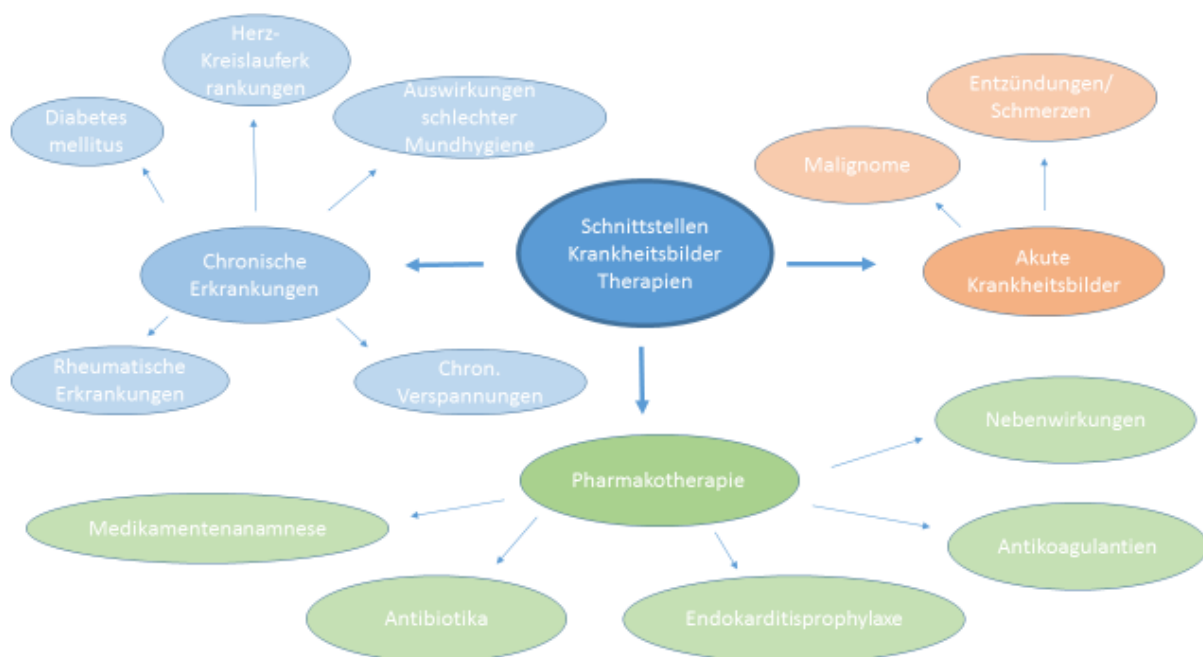 Herz-
Kreislauferk
rankungen
Auswirkungen
schlechter
Mundhygiene
Diabetes
mellitus
Entzündungen/
Schmerzen
Malignome
Schnittstellen
Krankheitsbilder
Therapien
Chronische
Erkrankungen
Akute
Krankheitsbilder
Rheumatische
Erkrankungen
Chron.
Verspannungen
Nebenwirkungen
Pharmakotherapie
Medikamentenanamnese
Antikoagulantien
Antibiotika
Endokarditisprophylaxe